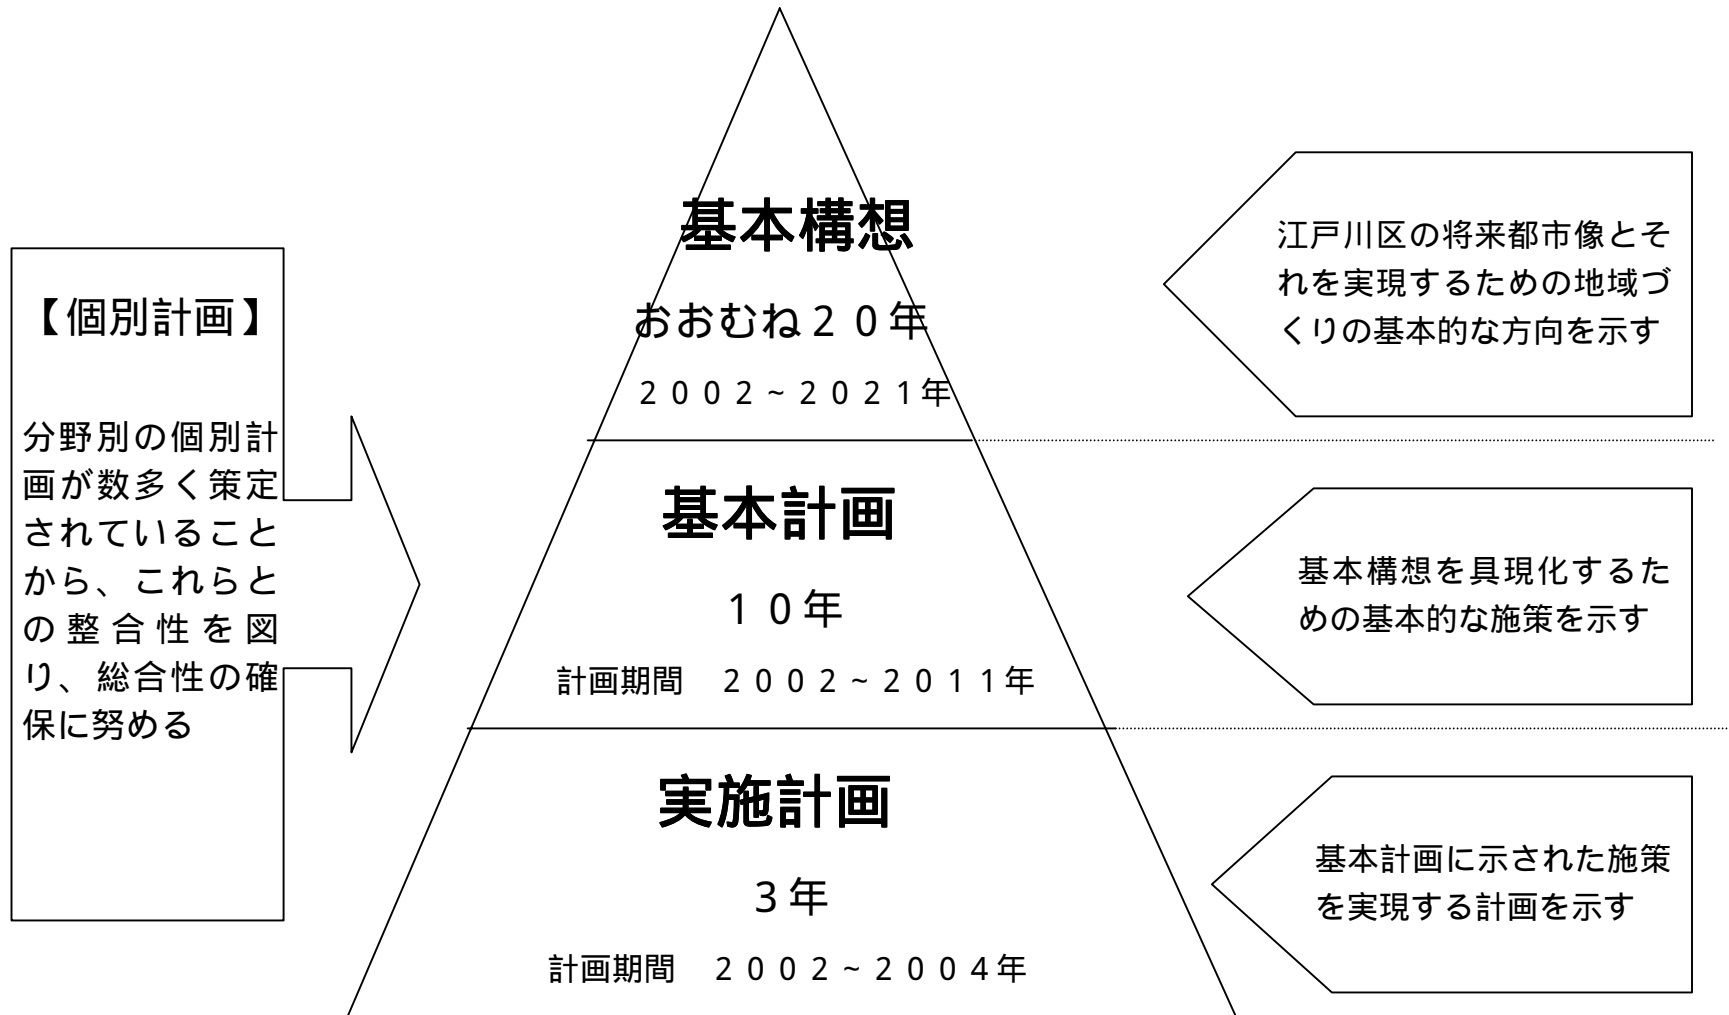 【個別計画】
分野別の個別計
画が数多く策定
されていること
から、これらと
の整合性を図
り、総合性の確
保に努める
基本構想
おおむね２０年
２００２~２０２１年
基本計画
１０年
計画期間　２００２~２０１１年
実施計画
３年
計画期間　２００２~２００４年
江戸川区の将来都市像とそ
れを実現するための地域づ
くりの基本的な方向を示す
基本構想を具現化するた
めの基本的な施策を示す
基本計画に示された施策
を実現する計画を示す